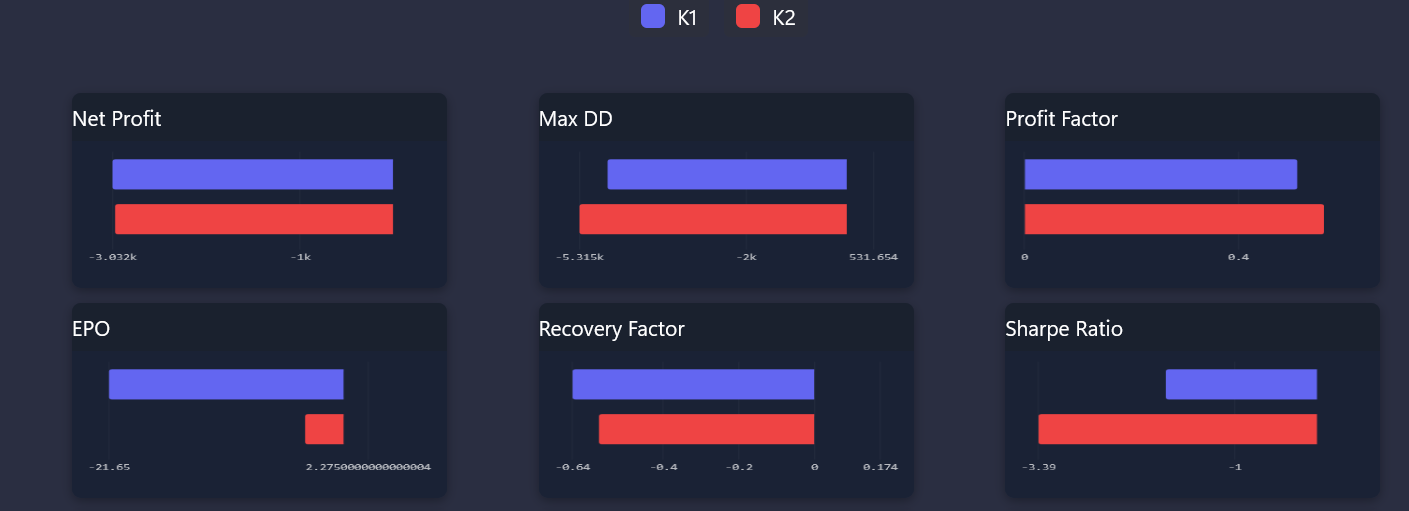 K1 K2
Net Profit
-3.032k -1k
Max DD
-5.315k -2k 531.654
Profit Factor
0 0.4
EPO
-21.65 2.2750000000000004
Recovery Factor
-0.64 -0.4 -0.2 0 0.174
Sharpe Ratio
-3.39 -1